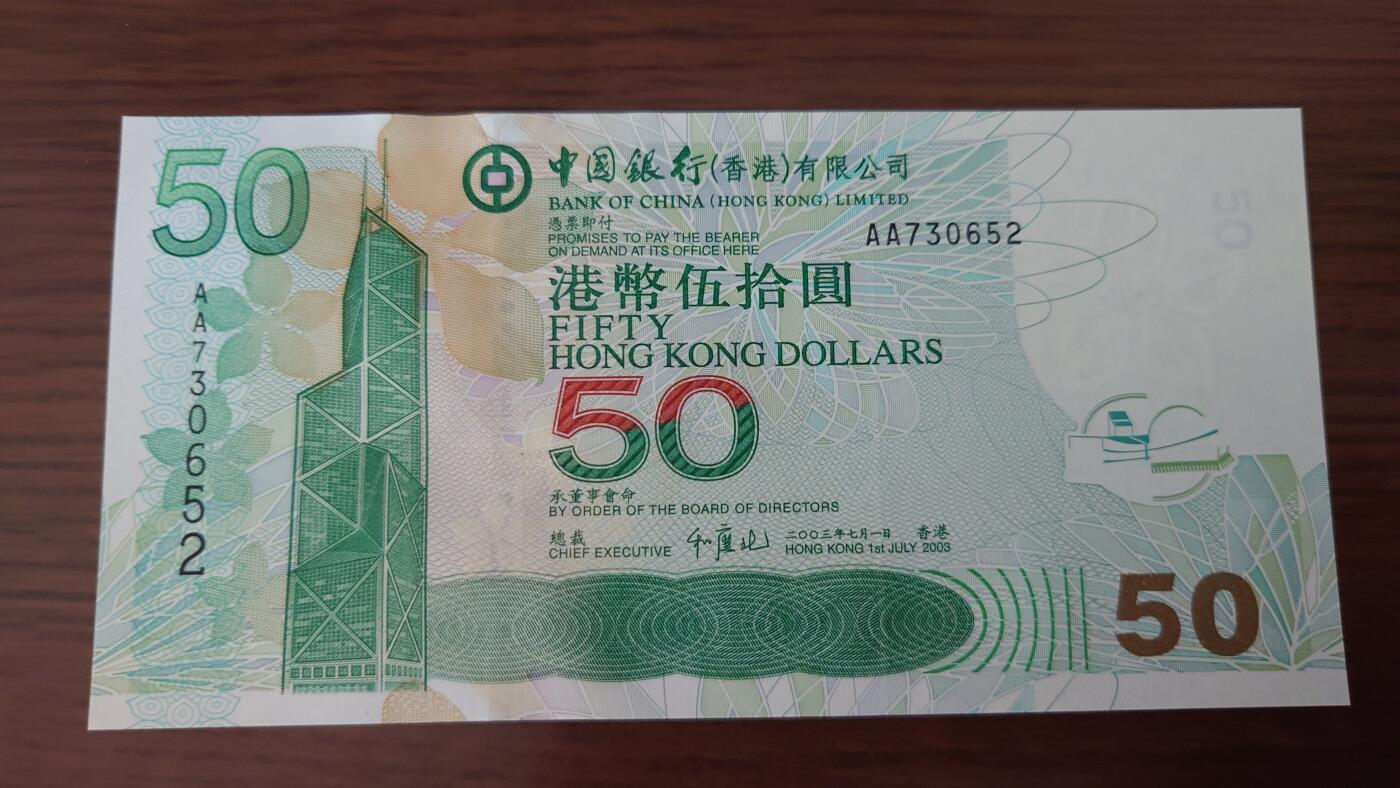 50
中國銀行(香港)有限公司
BANK OF CHINA (HONG KONG) LIMITED
憑票即付
PROMISES TO PAY THE BEARER
ON DEMAND AT ITS OFFICE HERE
AA730652
港幣伍拾圓
FIFTY
HONG KONG DOLLARS
50
AA730652
承董事會命
BY ORDER OF THE BOARD OF DIRECTORS
總裁
CHIEF EXECUTIVE
和廣北
二〇〇三年七月一日 香港
HONG KONG 1st JULY 2003
50
50